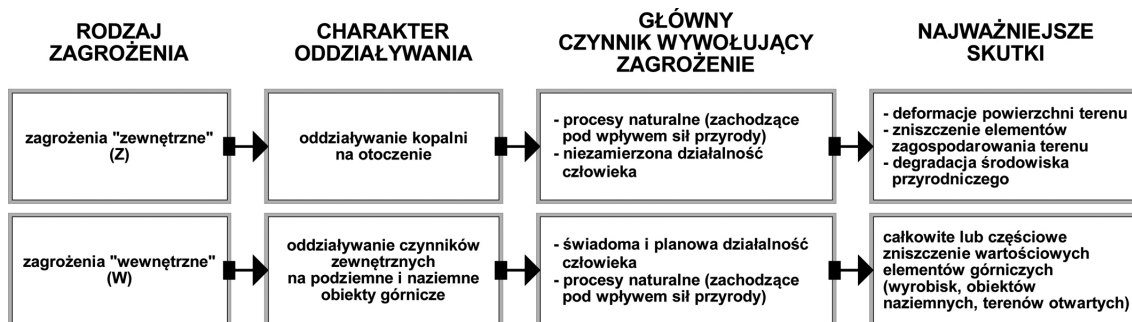 RODZAJ
ZAGROŻENIA
CHARAKTER
ODDZIAŁYWANIA
GŁÓWNY
CZYNNIK WYWOŁUJĄCY
ZAGROŻENIE
NAJWAŻNIEJSZE
SKUTKI
zagrożenia "zewnętrzne"
(Z)
oddziaływanie kopalni
na otoczenie
- procesy naturalne (zachodzące
pod wpływem sił przyrody)
- niezamierzona działalność
człowieka
- deformacje powierzchni terenu
- zniszczenie elementów
zagospodarowania terenu
- degradacja środowiska
przyrodniczego
zagrożenia "wewnętrzne"
(W)
oddziaływanie czynników
zewnętrznych
na podziemne i naziemne
obiekty górnicze
- świadoma i planowa działalność
człowieka
- procesy naturalne (zachodzące
pod wpływem sił przyrody)
całkowite lub częściowe
zniszczenie wartościowych
elementów górniczych
(wyrobisk, obiektów
naziemnych, terenów otwartych)